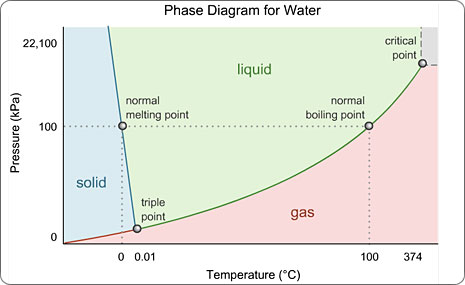 Phase Diagram for Water
22,100
critical
point
liquid
normal
melting point
normal
boiling point
100
Pressure (kPa)
solid
triple
point
gas
0
0 0.01 100 374
Temperature (°C)